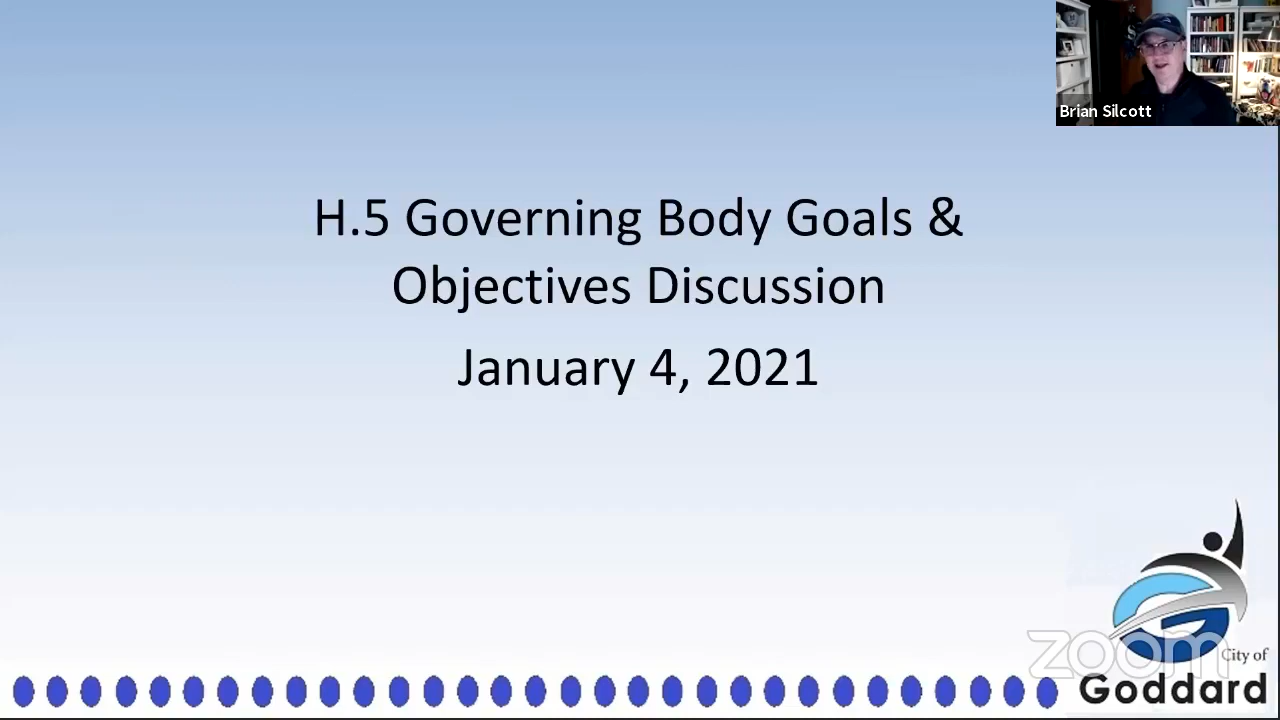 Brian Silcott
H.5 Governing Body Goals &
Objectives Discussion
January 4, 2021
zoom
City of
Goddard